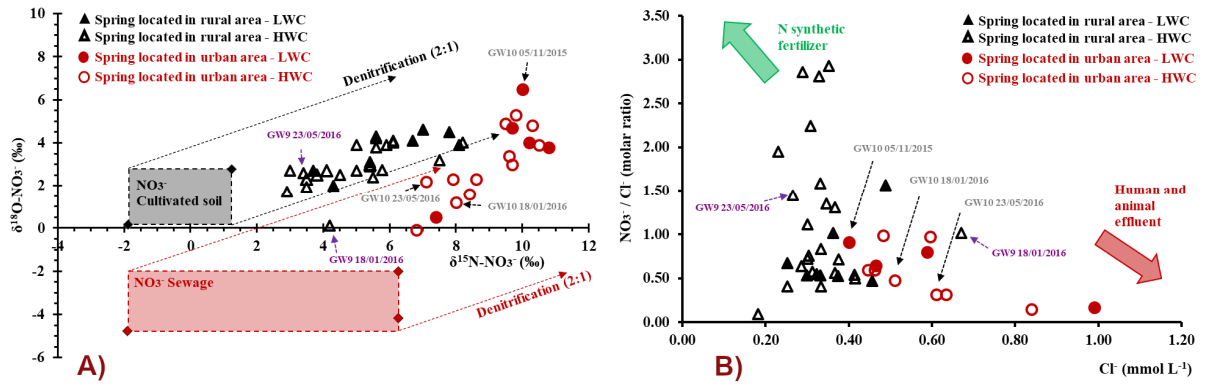 Spring located in rural area - LWC
Spring located in rural area - HWC
Spring located in urban area - LWC
Spring located in urban area - HWC
GW10 05/11/2015
Denitrification (2:1)
GW9 23/05/2016
NO₃⁻
Cultivated soil
GW10 23/05/2016
GW10 18/01/2016
GW9 18/01/2016
NO₃⁻ Sewage
Denitrification (2:1)
δ¹⁸O-NO₃⁻ (‰)
δ¹⁵N-NO₃⁻ (‰)
10
8
6
4
2
0
-2
-4
-6
-4
-2
0
2
4
6
8
10
12
A)
N synthetic
fertilizer
Spring located in rural area - LWC
Spring located in rural area - HWC
Spring located in urban area - LWC
Spring located in urban area - HWC
GW10 05/11/2015
GW10 18/01/2016
GW10 23/05/2016
GW9 23/05/2016
GW9 18/01/2016
Human and
animal
effluent
NO₃⁻ / Cl⁻ (molar ratio)
3.50
3.00
2.50
2.00
1.50
1.00
0.50
0.00
0.00
0.20
0.40
0.60
0.80
1.00
1.20
B)
Cl⁻ (mmol L⁻¹)